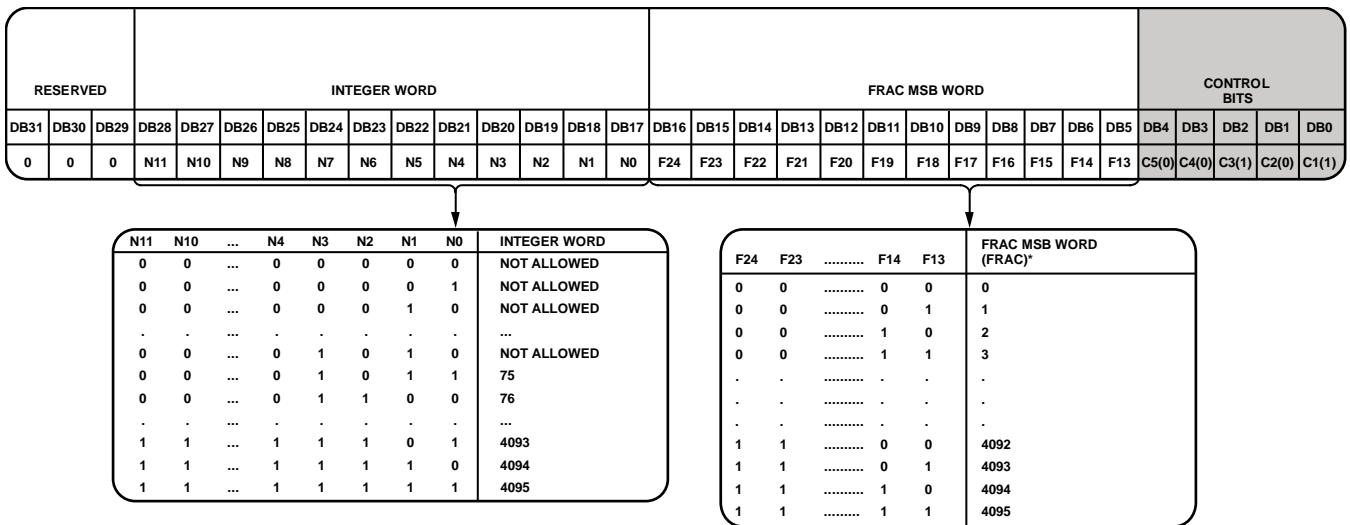 RESERVED INTEGER WORD FRAC MSB WORD CONTROL
BITS
DB31 DB30 DB29 DB28 DB27 DB26 DB25 DB24 DB23 DB22 DB21 DB20 DB19 DB18 DB17 DB16 DB15 DB14 DB13 DB12 DB11 DB10 DB9 DB8 DB7 DB6 DB5 DB4 DB3 DB2 DB1 DB0
0 0 0 N11 N10 N9 N8 N7 N6 N5 N4 N3 N2 N1 N0 F24 F23 F22 F21 F20 F19 F18 F17 F16 F15 F14 F13 C5(0) C4(0) C3(1) C2(0) C1(1)
N11 N10 ... N4 N3 N2 N1 N0 INTEGER WORD
0 0 ... 0 0 0 0 0 NOT ALLOWED
0 0 ... 0 0 0 0 1 NOT ALLOWED
0 0 ... 0 0 0 1 0 NOT ALLOWED
. . ... . . . . . ...
0 0 ... 0 1 0 1 0 NOT ALLOWED
0 0 ... 0 1 0 1 1 75
0 0 ... 0 1 1 0 0 76
. . ... . . . . . ...
1 1 ... 1 1 1 0 1 4093
1 1 ... 1 1 1 1 0 4094
1 1 ... 1 1 1 1 1 4095
FRAC MSB WORD
F24 F23 .......... F14 F13 (FRAC)*
0 0 .......... 0 0 0
0 0 .......... 0 1 1
0 0 .......... 1 0 2
0 0 .......... 1 1 3
. . .......... . . .
. . .......... . . .
. . .......... . . .
1 1 .......... 0 0 4092
1 1 .......... 0 1 4093
1 1 .......... 1 0 4094
1 1 ......... 1 1 4095